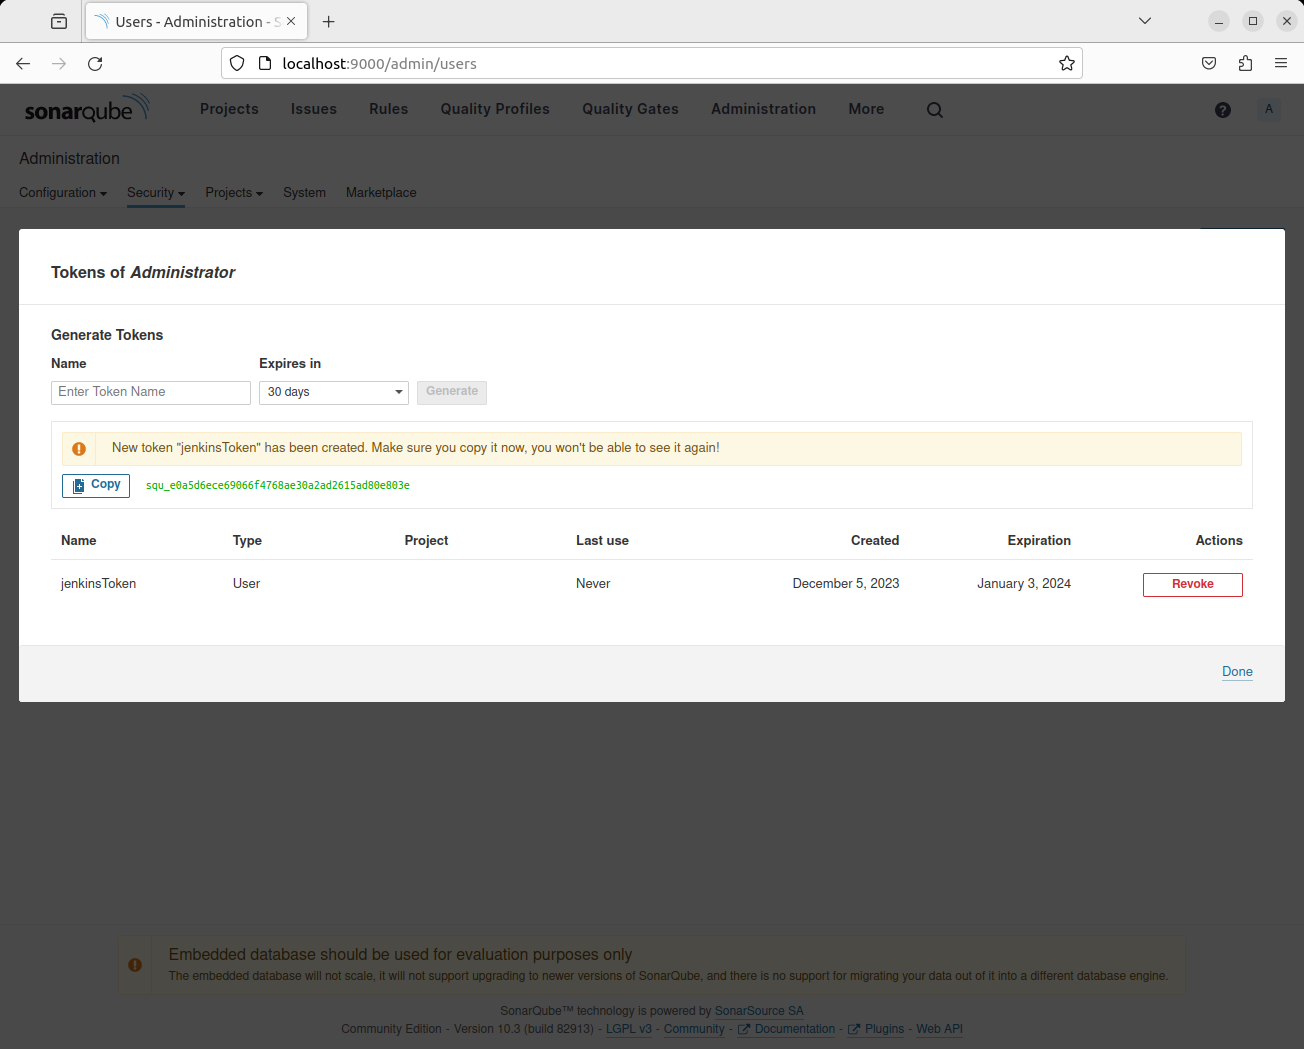 Users - Administration - S
localhost:9000/admin/users
sonarqube Projects Issues Rules Quality Profiles Quality Gates Administration More A
Administration
Configuration Security Projects System Marketplace
Tokens of Administrator
Generate Tokens
Name Expires in
Enter Token Name 30 days Generate
New token "jenkinsToken" has been created. Make sure you copy it now, you won't be able to see it again!
Copy squ_e0a5d6ece69066f4768ae30a2ad2615ad80e803e
Name Type Project Last use Created Expiration Actions
jenkinsToken User Never December 5, 2023 January 3, 2024 Revoke
Done
Embedded database should be used for evaluation purposes only
The embedded database will not scale, it will not support upgrading to newer versions of SonarQube, and there is no support for migrating your data out of it into a different database engine.
SonarQube™ technology is powered by SonarSource SA
Community Edition - Version 10.3 (build 82913) - LGPL v3 - Community - Documentation - Plugins - Web API